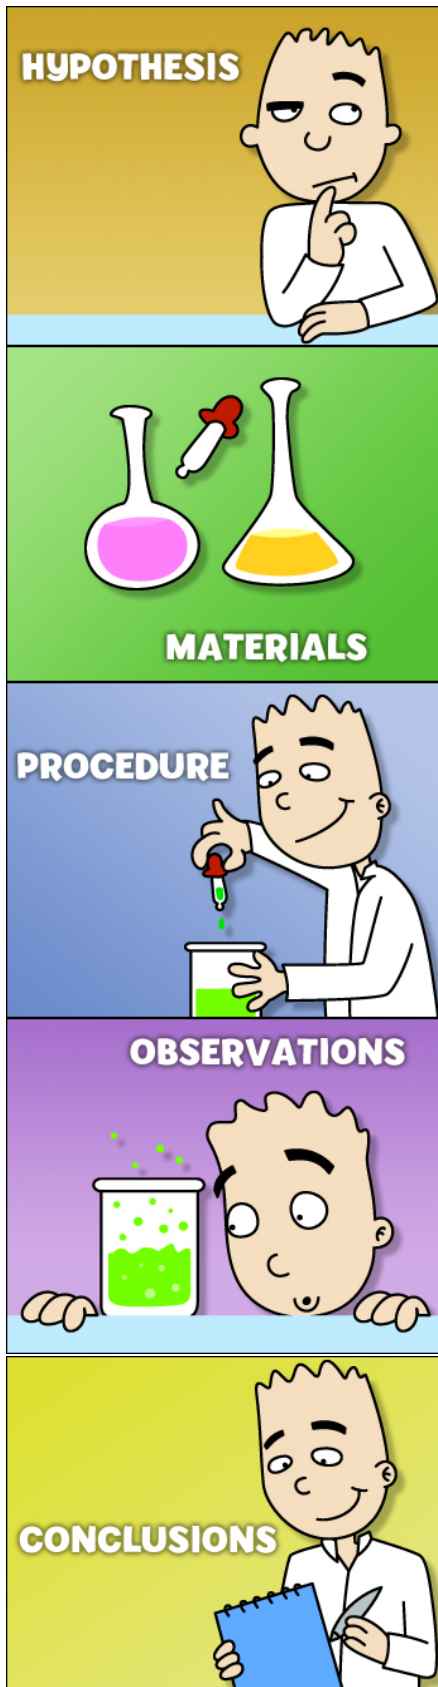 HYPOTHESIS
MATERIALS
PROCEDURE
OBSERVATIONS
CONCLUSIONS